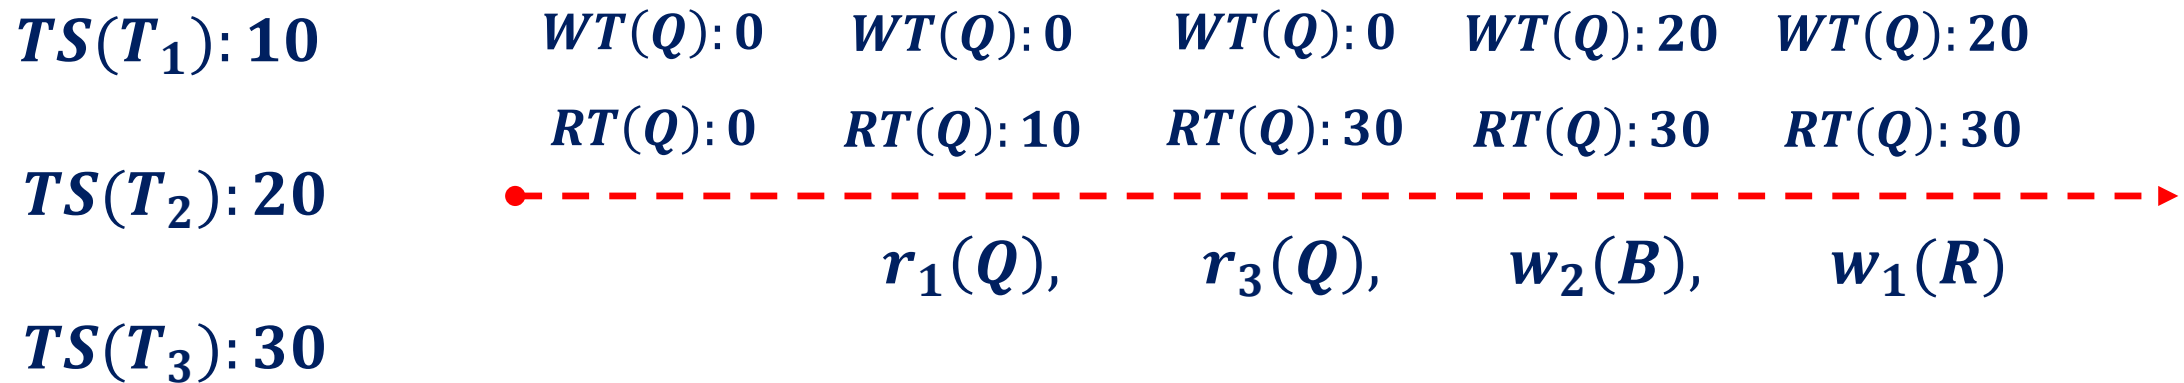 TS(T₁): 10
WT(Q): 0 WT(Q): 0 WT(Q): 0 WT(Q): 20 WT(Q): 20
RT(Q): 0 RT(Q): 10 RT(Q): 30 RT(Q): 30 RT(Q): 30
TS(T₂): 20
r₁(Q), r₃(Q), w₂(B), w₁(R)
TS(T₃): 30